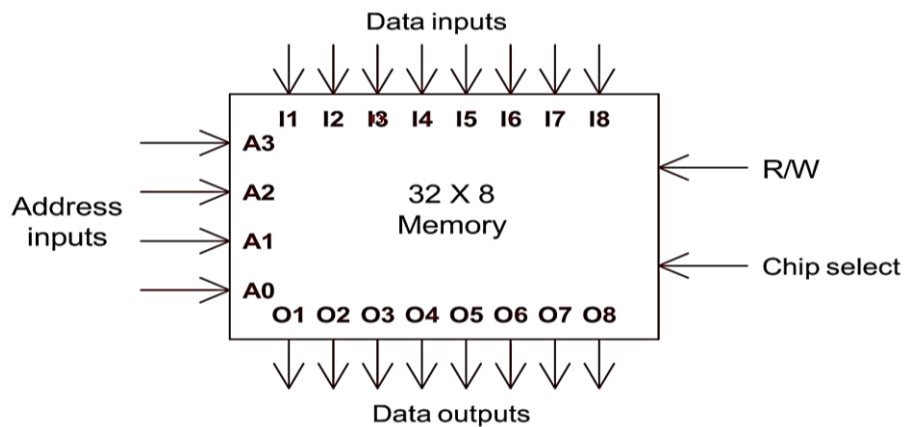 Data inputs
I1 I2 I3 I4 I5 I6 I7 I8
A3
R/W
A2
32 X 8
Address
inputs
Memory
A1
Chip select
A0
O1 O2 O3 O4 O5 O6 O7 O8
Data outputs